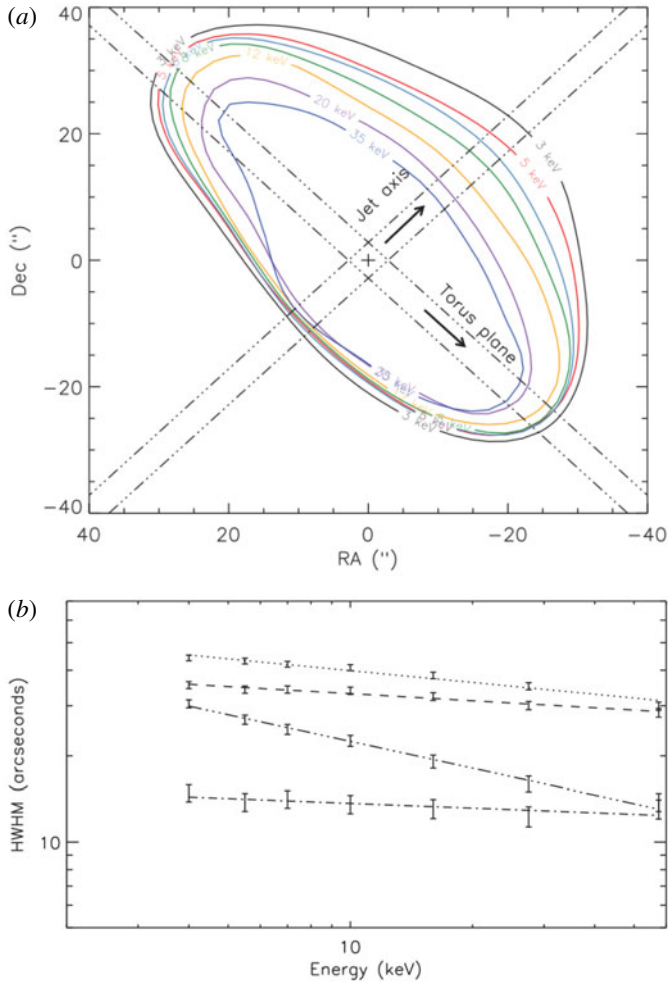 (a)
40
20
0
−20
−40
Dec (")
40
20
0
−20
−40
RA (")
3 keV
5 keV
12 keV
20 keV
35 keV
3 keV
5 keV
Jet axis
Torus plane
3 keV
(b)
HWHM (arcseconds)
10
10
Energy (keV)